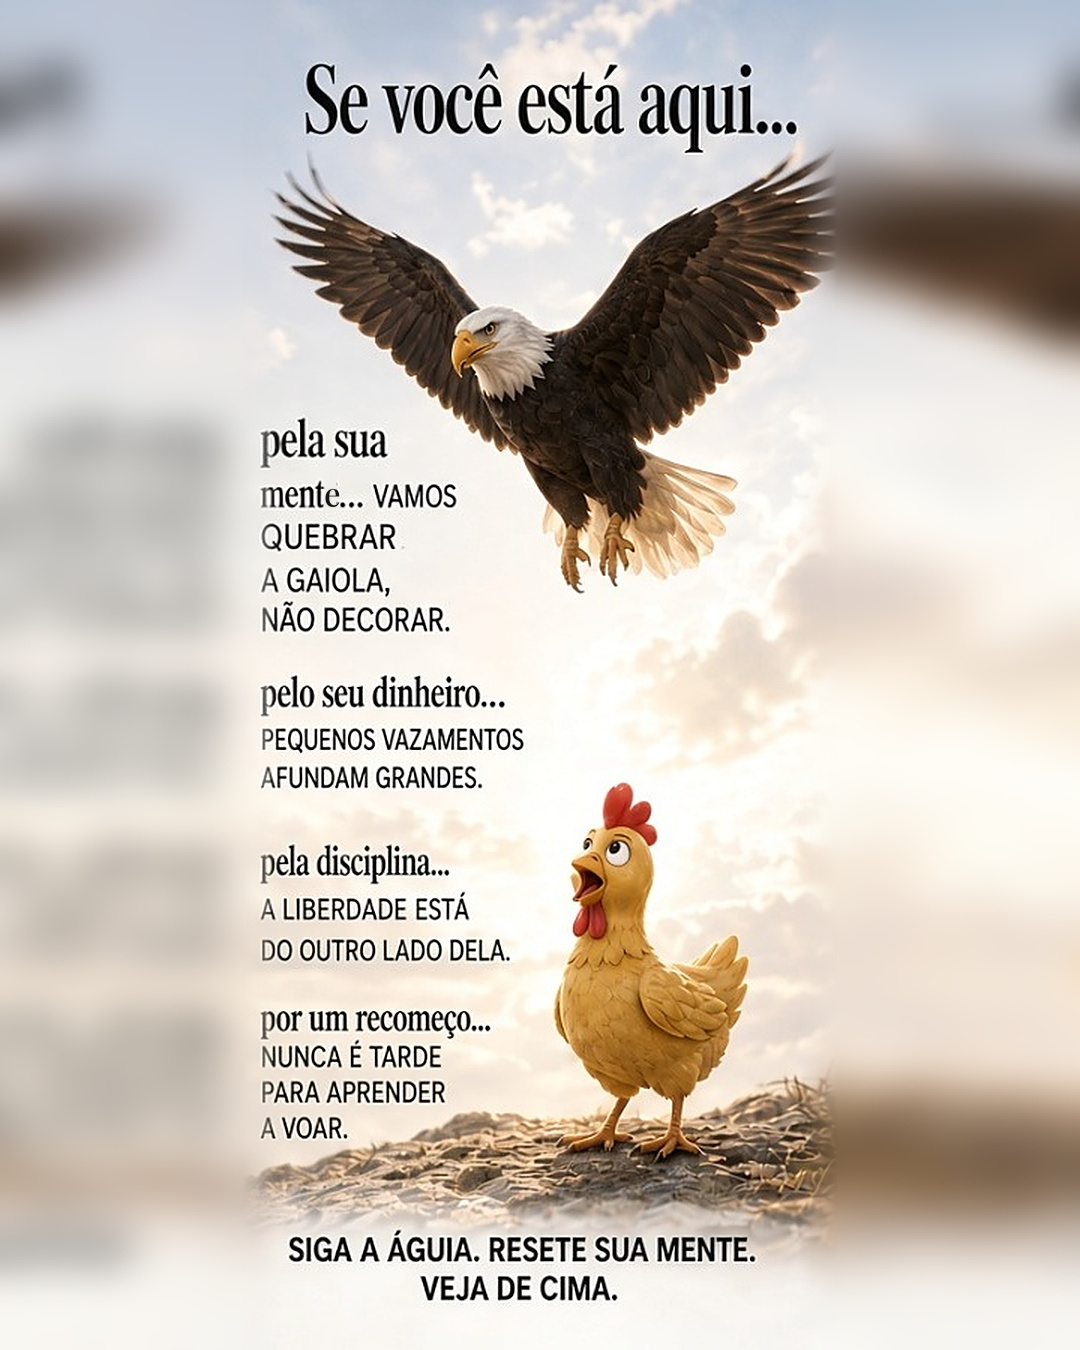 Se você está aqui...
pela sua
mente... VAMOS
QUEBRAR
A GAIOLA,
NÃO DECORAR.
pelo seu dinheiro...
PEQUENOS VAZAMENTOS
AFUNDAM GRANDES.
pela disciplina...
A LIBERDADE ESTÁ
DO OUTRO LADO DELA.
por um recomeço...
NUNCA É TARDE
PARA APRENDER
A VOAR.
SIGA A ÁGUIA. RESETE SUA MENTE.
VEJA DE CIMA.